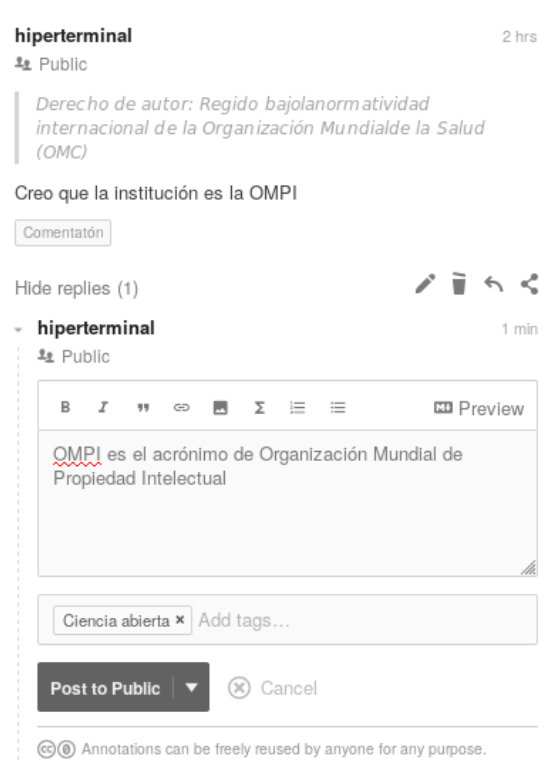 hiperterminal 2 hrs
Public
Derecho de autor: Regido bajolanormatividad
internacional de la Organización Mundialde la Salud
(OMC)
Creo que la institución es la OMPI
Comentatón
Hide replies (1)
hiperterminal 1 min
Public
B I Σ Preview
OMPI es el acrónimo de Organización Mundial de
Propiedad Intelectual
Ciencia abierta × Add tags...
Post to Public Cancel
Annotations can be freely reused by anyone for any purpose.